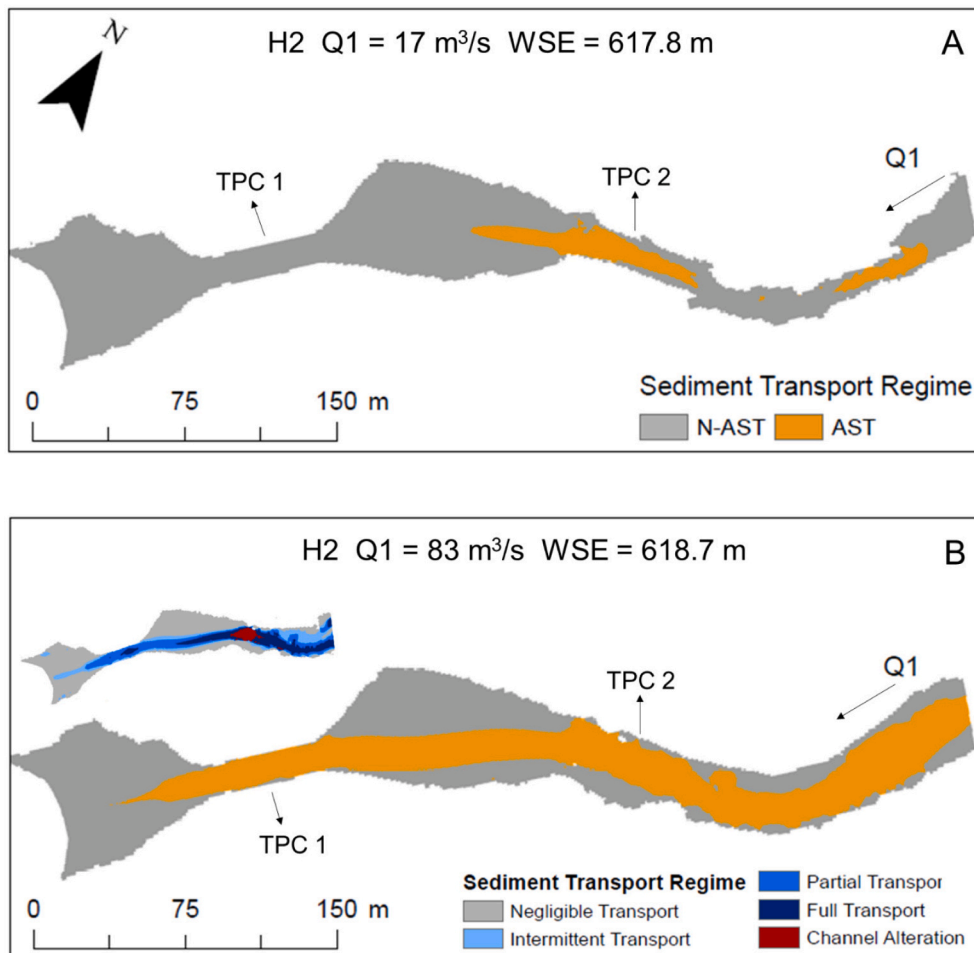 H2 Q1 = 17 m³/s WSE = 617.8 m
A
N
TPC 1
TPC 2
Q1
0 75 150 m
Sediment Transport Regime
N-AST AST
H2 Q1 = 83 m³/s WSE = 618.7 m
B
TPC 2
Q1
TPC 1
0 75 150 m
Sediment Transport Regime
Negligible Transport
Intermittent Transport
Partial Transpor
Full Transport
Channel Alteration